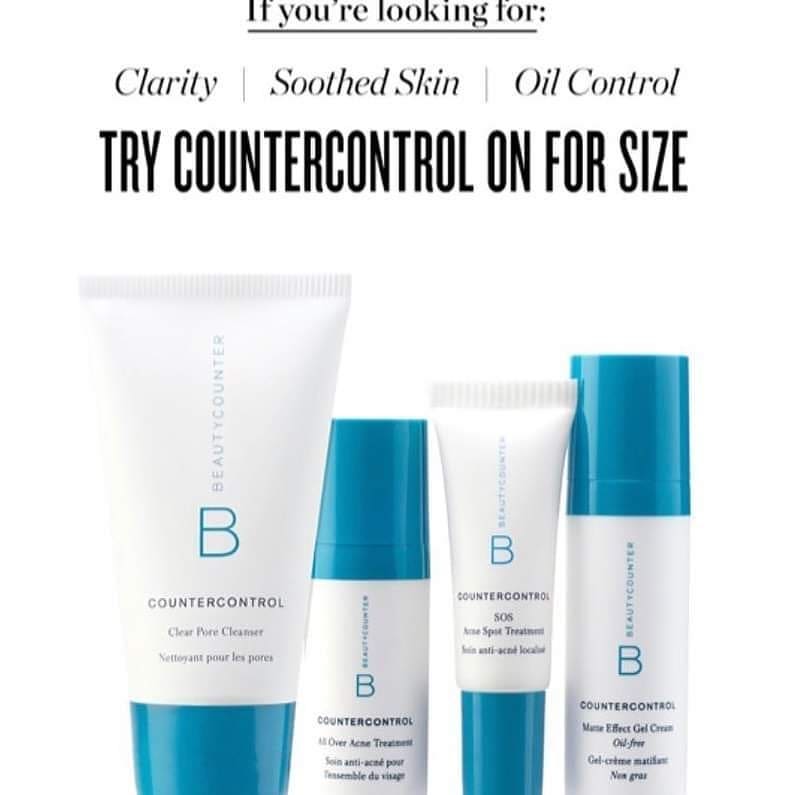 If you're looking for:
Clarity | Soothed Skin | Oil Control
TRY COUNTERCONTROL ON FOR SIZE
BEAUTYCOUNTER
B
COUNTERCONTROL
Clear Pore Cleanser
Nettoyant pour les pores
BEAUTYCOUNTER
B
COUNTERCONTROL
All Over Acne Treatment
Soin anti-acné pour
l'ensemble du visage
BEAUTYCOUNTER
B
COUNTERCONTROL
SOS
Acne Spot Treatment
Soin anti-acné localisé
BEAUTYCOUNTER
B
COUNTERCONTROL
Matte Effect Gel Cream
Oil-free
Gel-crème matifiant
Non gras